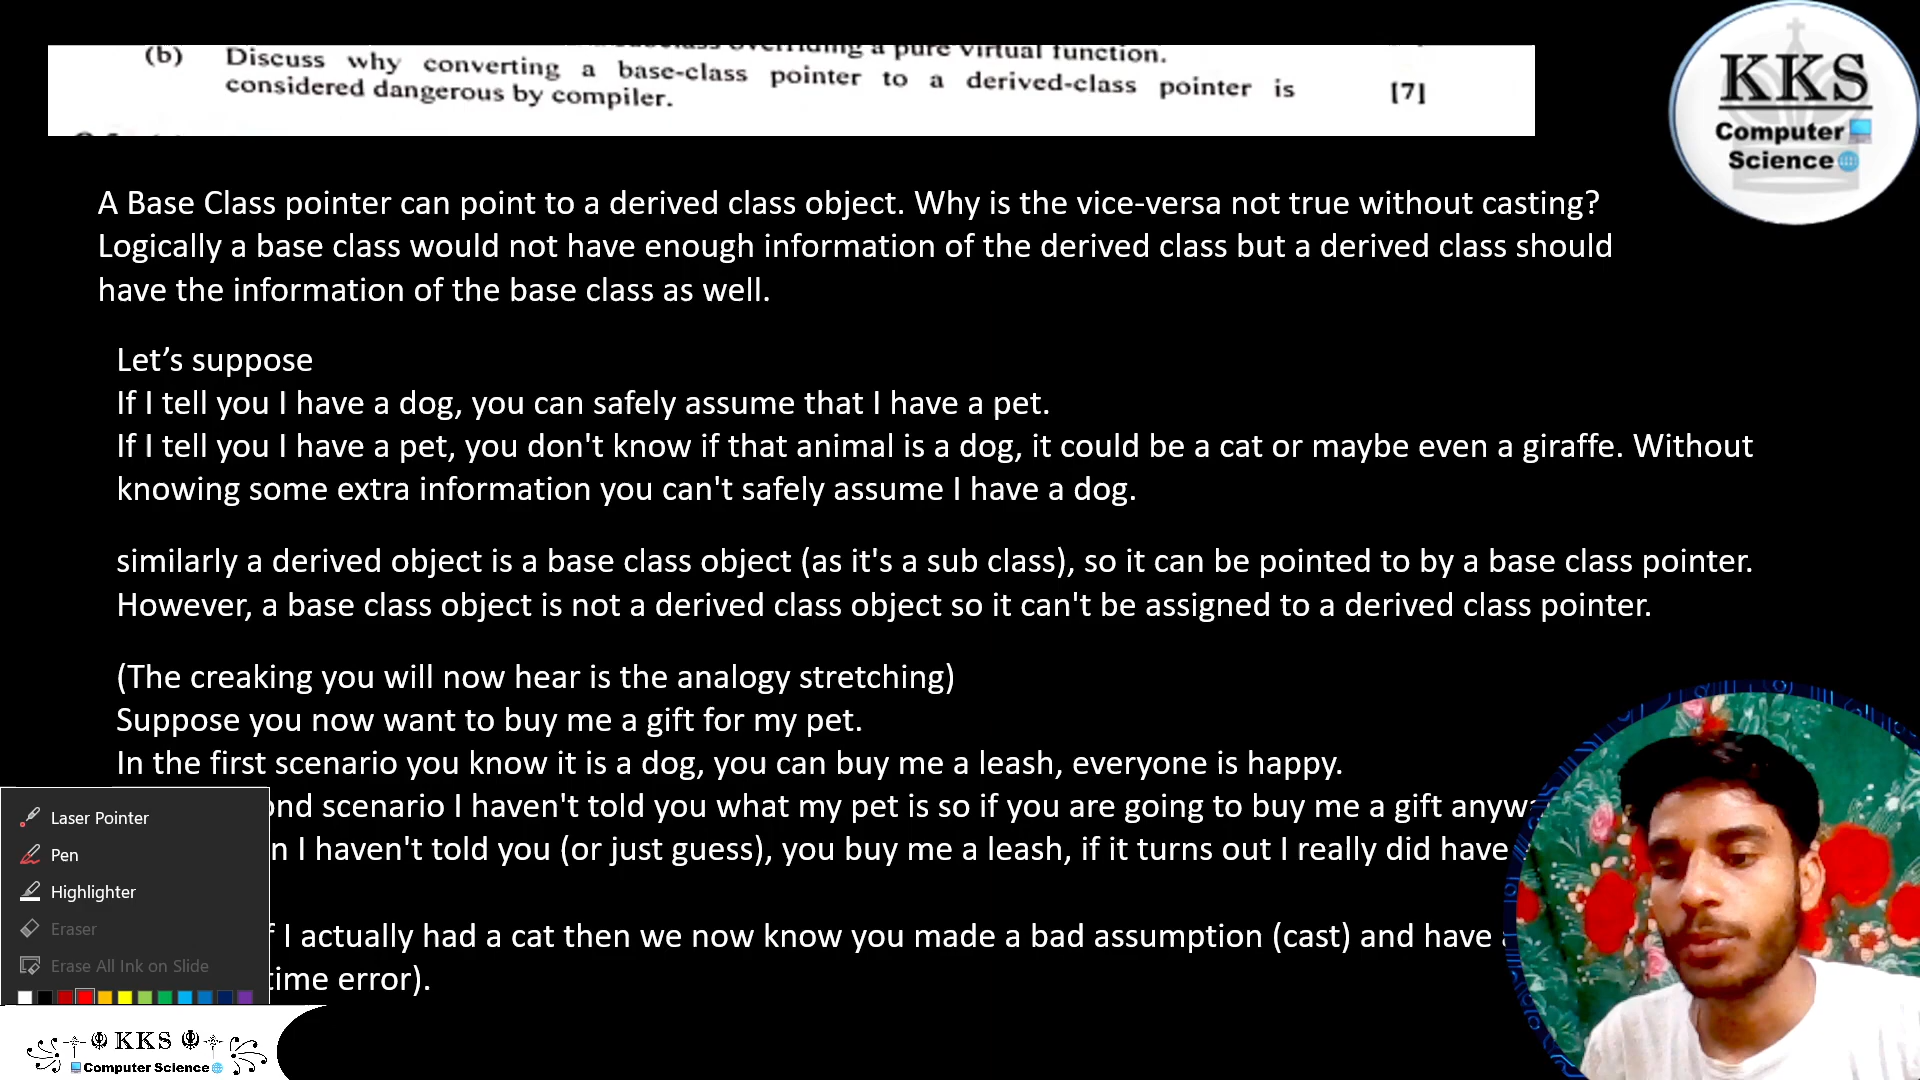 overriding a pure virtual function.
(b) Discuss why converting a base-class pointer to a derived-class pointer is
considered dangerous by compiler. [7]
KKS
Computer
Science
A Base Class pointer can point to a derived class object. Why is the vice-versa not true without casting?
Logically a base class would not have enough information of the derived class but a derived class should
have the information of the base class as well.
Let’s suppose
If I tell you I have a dog, you can safely assume that I have a pet.
If I tell you I have a pet, you don't know if that animal is a dog, it could be a cat or maybe even a giraffe. Without
knowing some extra information you can't safely assume I have a dog.
similarly a derived object is a base class object (as it's a sub class), so it can be pointed to by a base class pointer.
However, a base class object is not a derived class object so it can't be assigned to a derived class pointer.
(The creaking you will now hear is the analogy stretching)
Suppose you now want to buy me a gift for my pet.
In the first scenario you know it is a dog, you can buy me a leash, everyone is happy.
scenario I haven't told you what my pet is so if you are going to buy me a gift
I haven't told you (or just guess), you buy me a leash, if it turns out I really did have
I actually had a cat then we now know you made a bad assumption (cast) and have
time error).
Laser Pointer
Pen
Highlighter
Eraser
Erase All Ink on Slide
KKS
Computer Science